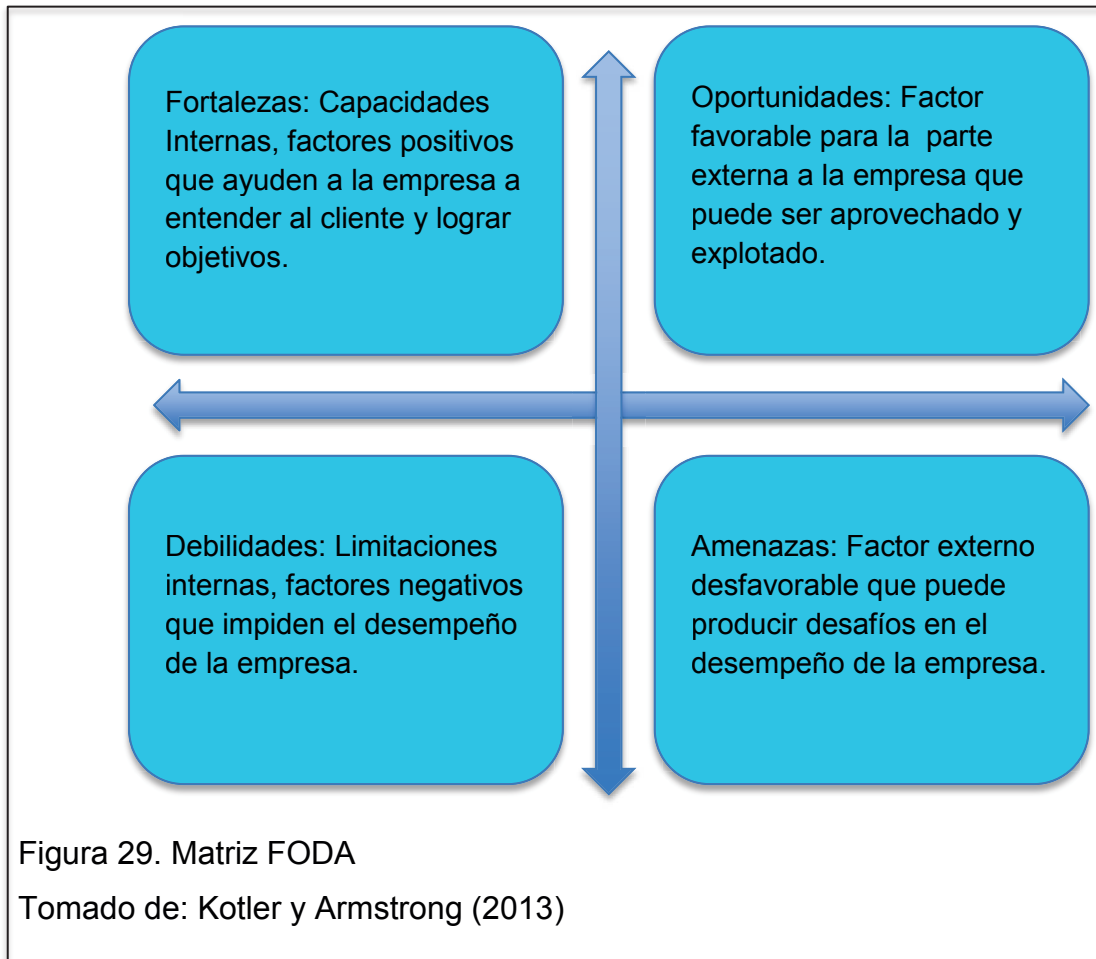 Fortalezas: Capacidades
Internas, factores positivos
que ayuden a la empresa a
entender al cliente y lograr
objetivos.
Oportunidades: Factor
favorable para la parte
externa a la empresa que
puede ser aprovechado y
explotado.
Debilidades: Limitaciones
internas, factores negativos
que impiden el desempeño
de la empresa.
Amenazas: Factor externo
desfavorable que puede
producir desafíos en el
desempeño de la empresa.
Figura 29. Matriz FODA
Tomado de: Kotler y Armstrong (2013)